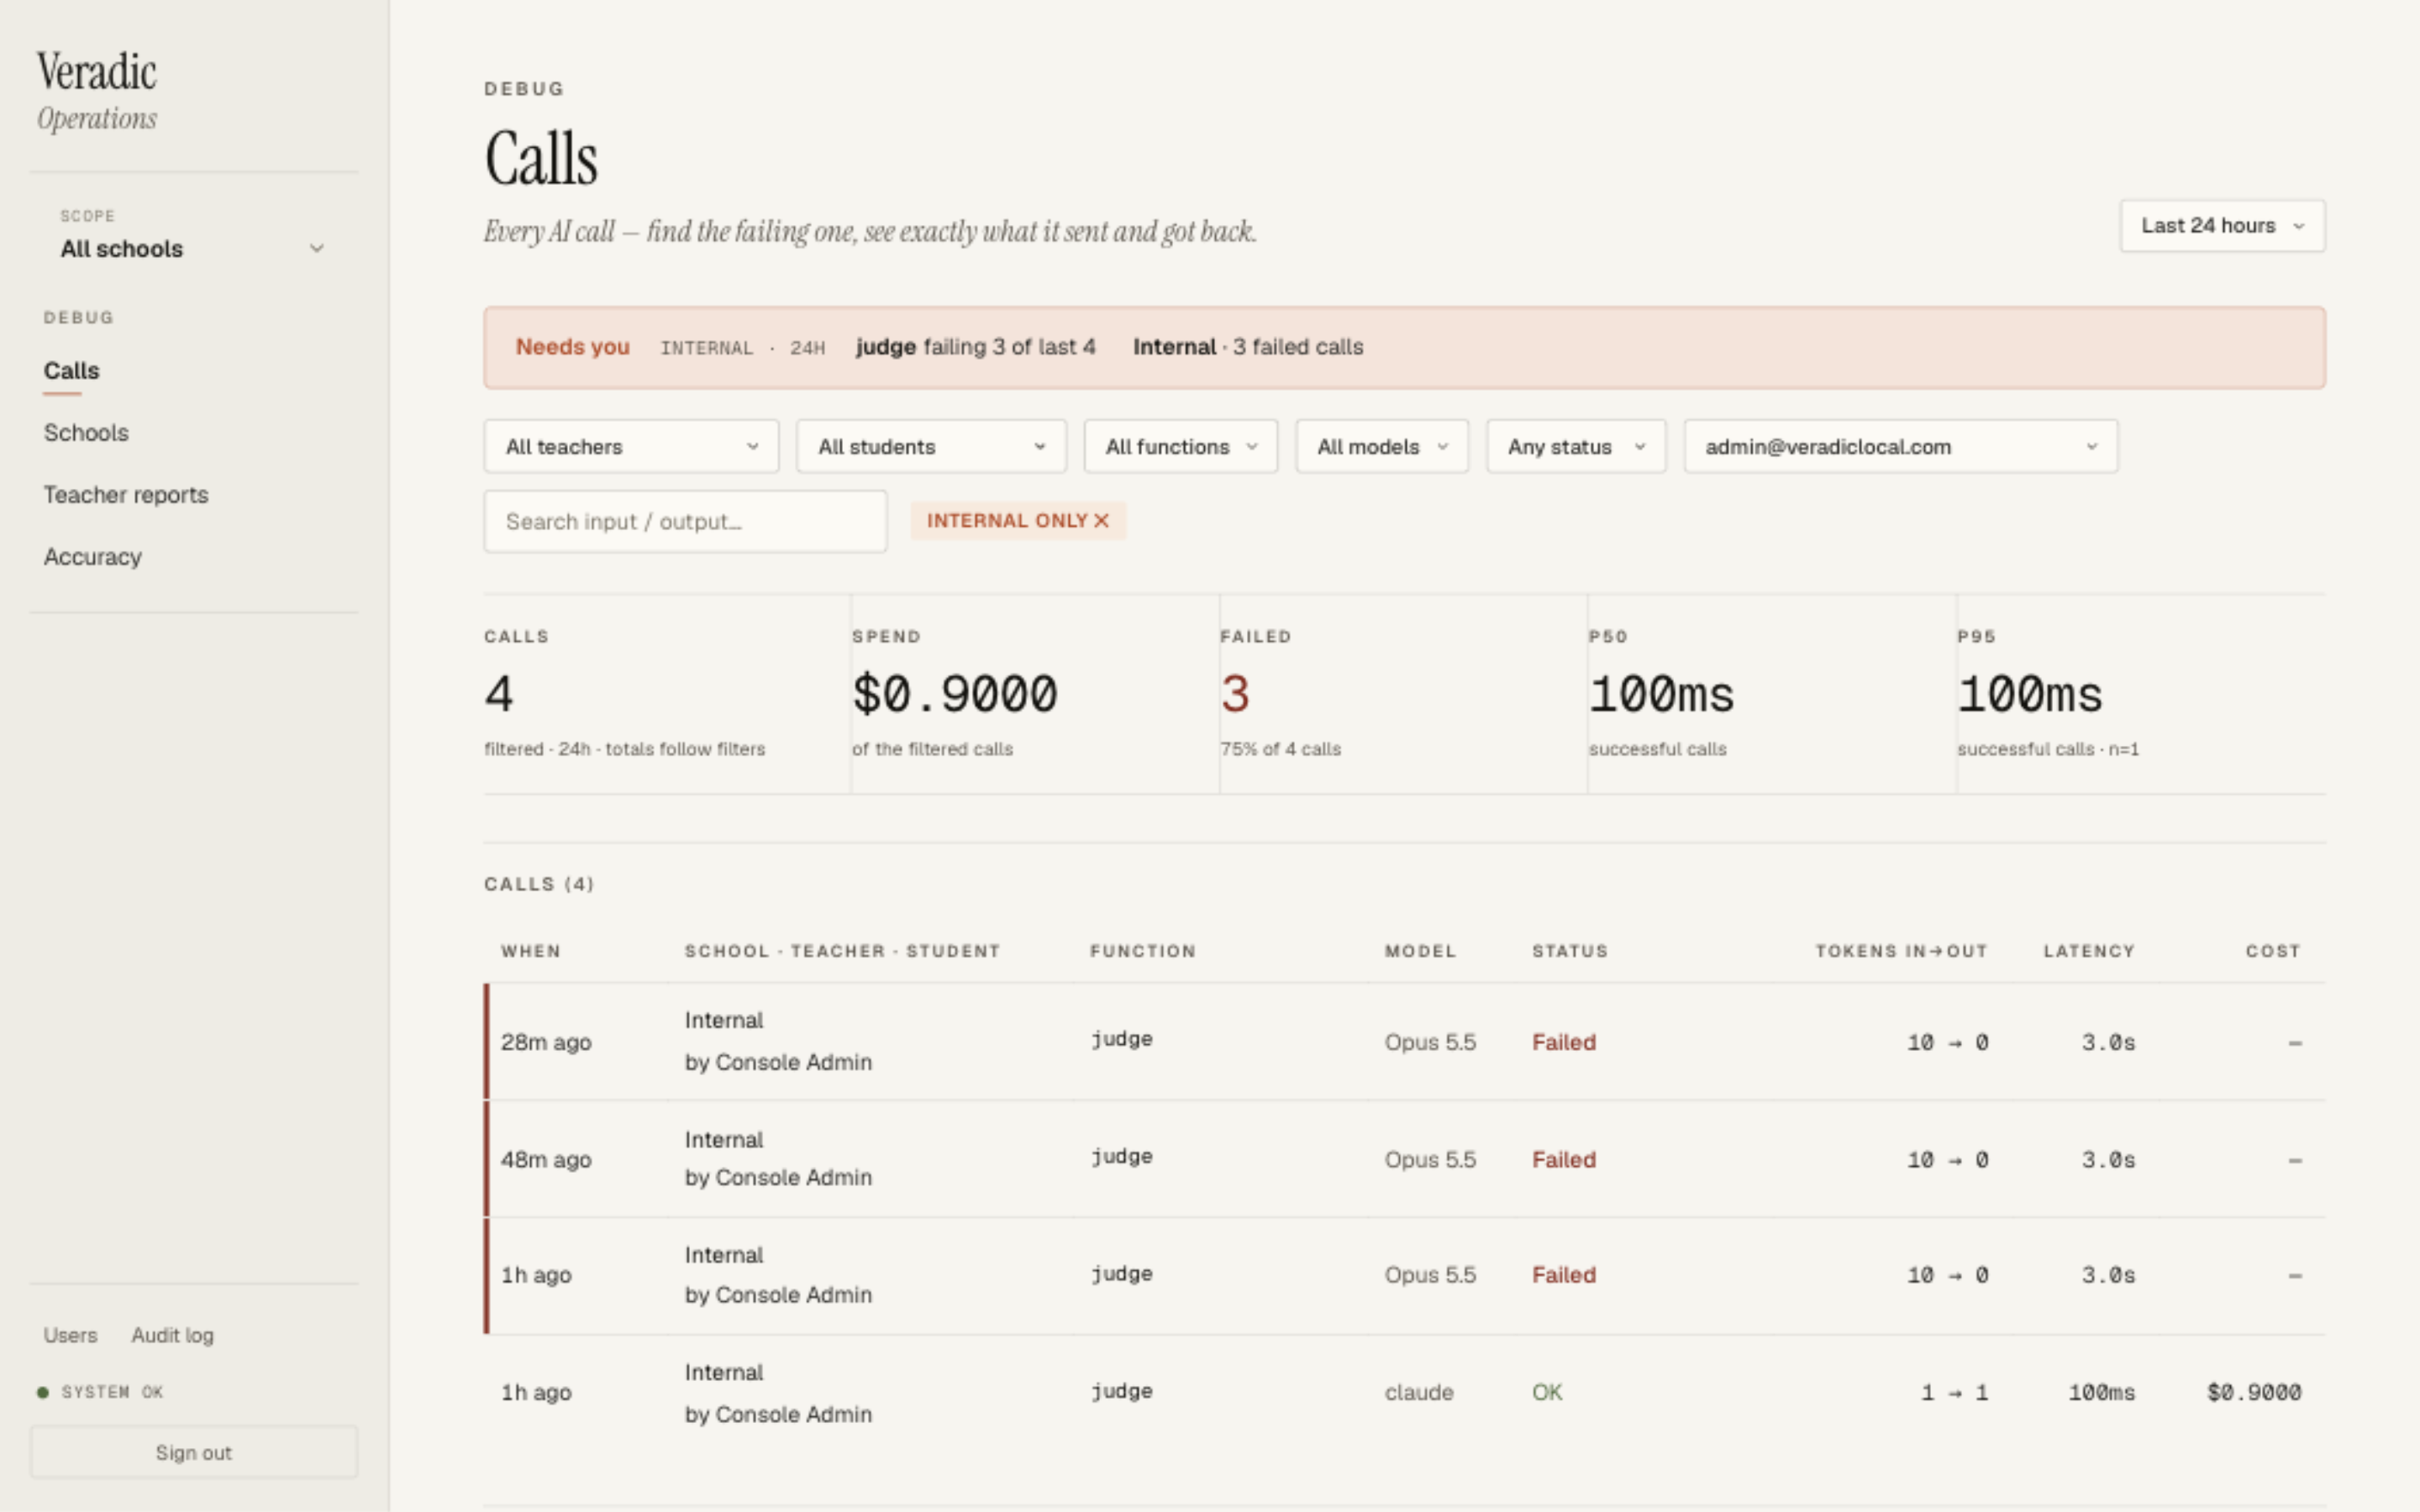 Veradic
Operations
SCOPE
All schools
DEBUG
Calls
Schools
Teacher reports
Accuracy
Users Audit log
SYSTEM OK
Sign out
DEBUG
Calls
Every AI call — find the failing one, see exactly what it sent and got back.
Last 24 hours
Needs you INTERNAL · 24H judge failing 3 of last 4 Internal · 3 failed calls
All teachers All students All functions All models Any status admin@veradiclocal.com
Search input / output… INTERNAL ONLY ✕
CALLS SPEND FAILED P50 P95
4 $0.9000 3 100ms 100ms
filtered · 24h · totals follow filters of the filtered calls 75% of 4 calls successful calls successful calls · n=1
CALLS (4)
WHEN SCHOOL · TEACHER · STUDENT FUNCTION MODEL STATUS TOKENS IN→OUT LATENCY COST
28m ago Internal judge Opus 5.5 Failed 10 → 0 3.0s —
by Console Admin
48m ago Internal judge Opus 5.5 Failed 10 → 0 3.0s —
by Console Admin
1h ago Internal judge Opus 5.5 Failed 10 → 0 3.0s —
by Console Admin
1h ago Internal judge claude OK 1 → 1 100ms $0.9000
by Console Admin